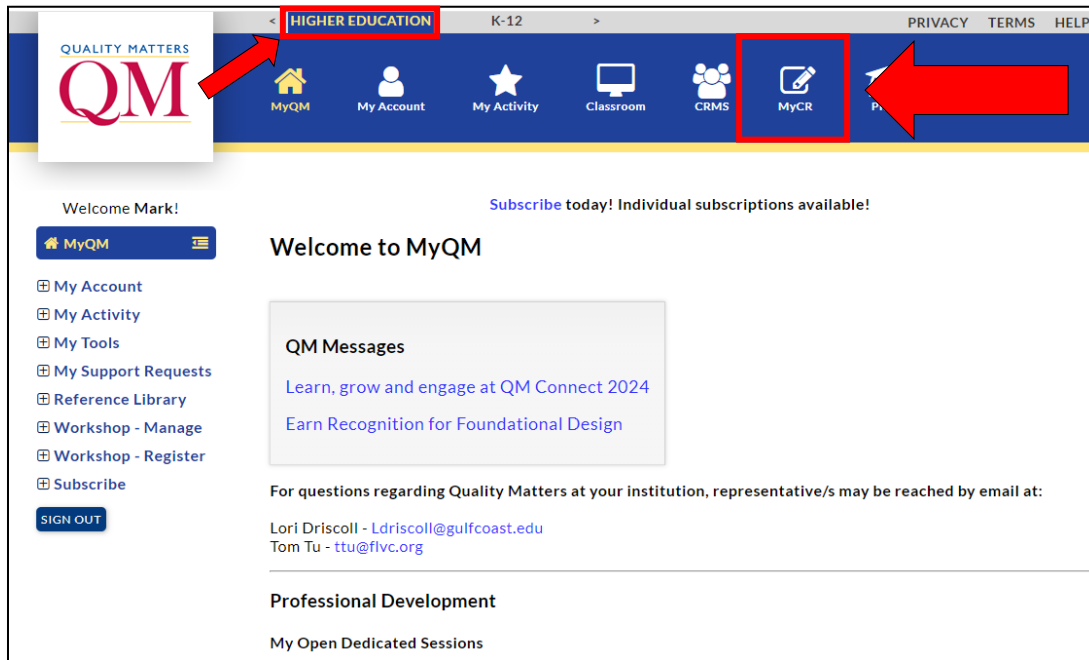 < HIGHER EDUCATION K-12 > PRIVACY TERMS HELP
QUALITY MATTERS
QM
MyQM My Account My Activity Classroom CRMS MyCR
Welcome Mark!
Subscribe today! Individual subscriptions available!
MyQM
Welcome to MyQM
My Account
My Activity
My Tools
My Support Requests
Reference Library
Workshop - Manage
Workshop - Register
Subscribe
SIGN OUT
QM Messages
Learn, grow and engage at QM Connect 2024
Earn Recognition for Foundational Design
For questions regarding Quality Matters at your institution, representative/s may be reached by email at:
Lori Driscoll - Ldriscoll@gulfcoast.edu
Tom Tu - ttu@flvc.org
Professional Development
My Open Dedicated Sessions